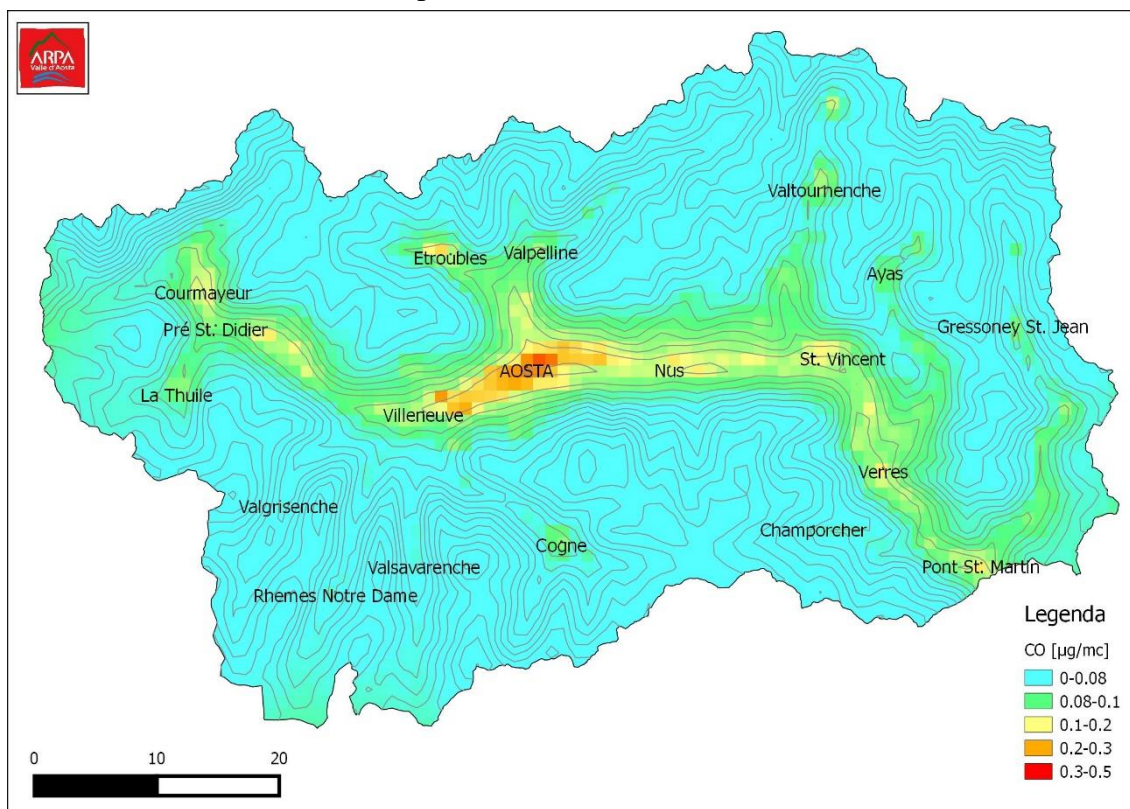 ARPA
Valle d'Aosta
Valtournenche
Etroubles
Valpelline
Courmayeur
Ayas
Pré St. Didier
Gressoney St. Jean
AOSTA
Nus
St. Vincent
La Thuile
Villeneuve
Verres
Valgrisenche
Champorcher
Cogne
Valsavarenche
Pont St. Martin
Rhemes Notre Dame
Legenda
CO [µg/mc]
0-0.08
0.08-0.1
0.1-0.2
0.2-0.3
0.3-0.5
0 10 20